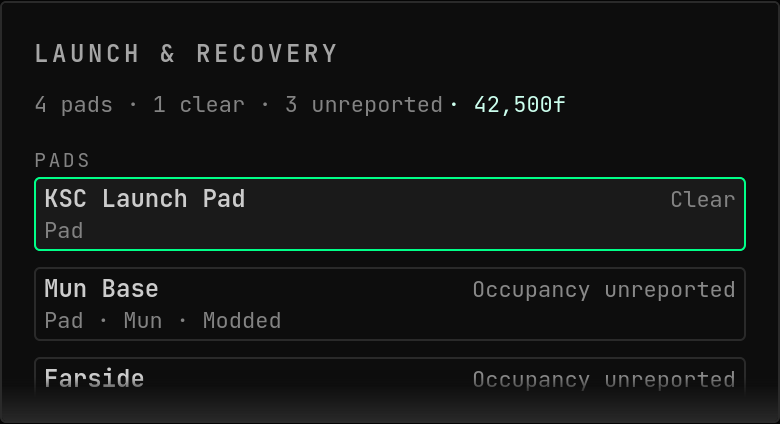 LAUNCH & RECOVERY
4 pads · 1 clear · 3 unreported · 42,500f
PADS
KSC Launch Pad Clear
Pad
Mun Base Occupancy unreported
Pad · Mun · Modded
Farside Occupancy unreported